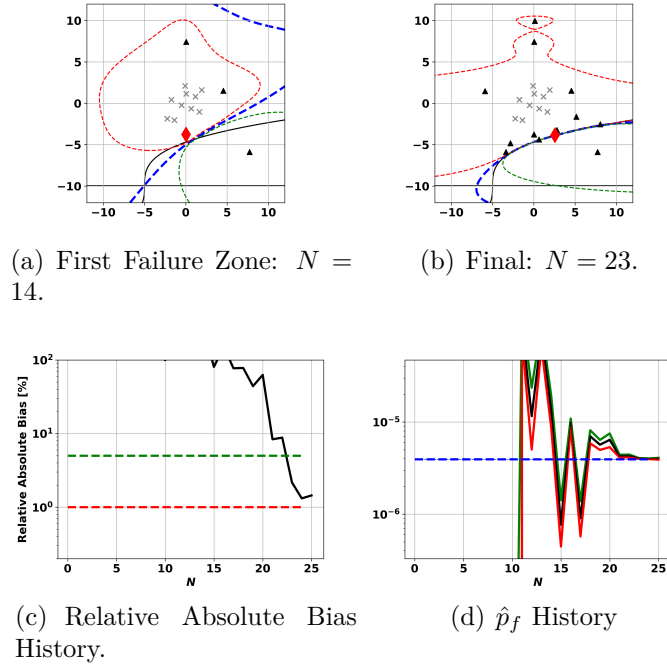 10
5
0
−5
−10
−10 −5 0 5 10
(a) First Failure Zone: N =
14.
10
5
0
−5
−10
−10 −5 0 5 10
(b) Final: N = 23.
Relative Absolute Bias [%]
10²
10¹
10⁰
0 5 10 15 20 25
N
(c) Relative Absolute Bias
History.
10⁻⁵
10⁻⁶
0 5 10 15 20 25
N
(d) p̂_f History